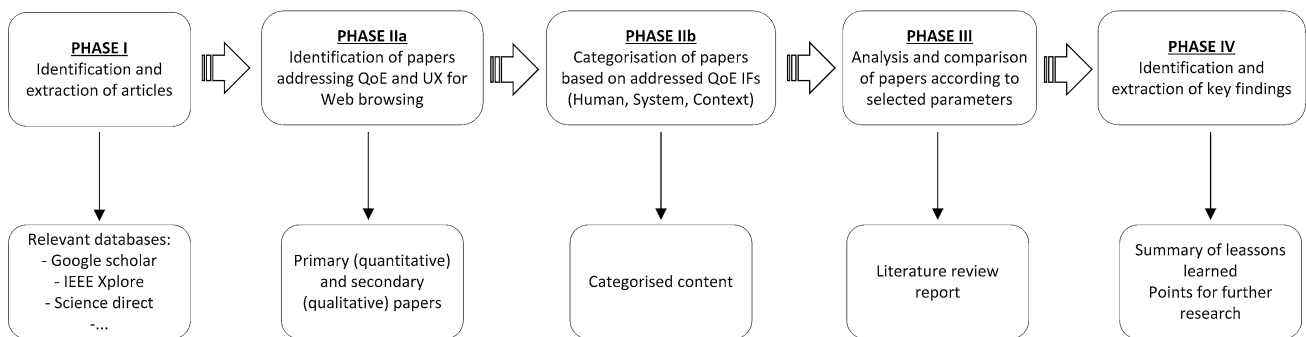 PHASE I
Identification and
extraction of articles
PHASE IIa
Identification of papers
addressing QoE and UX for
Web browsing
PHASE IIb
Categorisation of papers
based on addressed QoE IFs
(Human, System, Context)
PHASE III
Analysis and comparison
of papers according to
selected parameters
PHASE IV
Identification and
extraction of key findings
Relevant databases:
- Google scholar
- IEEE Xplore
- Science direct
-...
Primary (quantitative)
and secondary
(qualitative) papers
Categorised content
Literature review
report
Summary of leassons
learned
Points for further
research